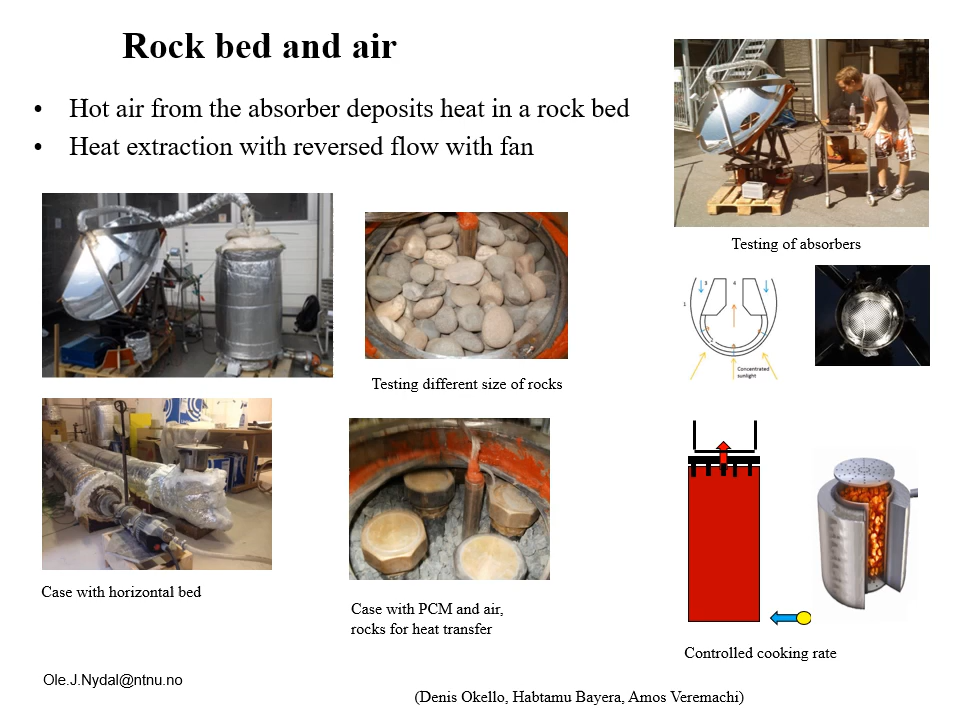 Rock bed and air
• Hot air from the absorber deposits heat in a rock bed
• Heat extraction with reversed flow with fan
Testing of absorbers
1
3
4
Concentrated
sunlight
Testing different size of rocks
Case with horizontal bed
Case with PCM and air,
rocks for heat transfer
Controlled cooking rate
Ole.J.Nydal@ntnu.no
(Denis Okello, Habtamu Bayera, Amos Veremachi)